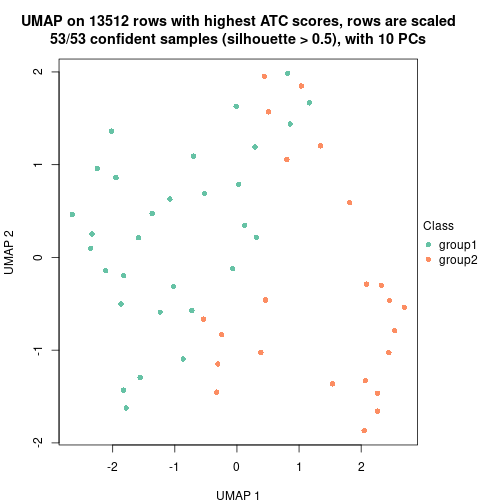 UMAP on 13512 rows with highest ATC scores, rows are scaled
53/53 confident samples (silhouette > 0.5), with 10 PCs
2
1
0
-1
-2
UMAP 2
-2
-1
0
1
2
UMAP 1
Class
group1
group2